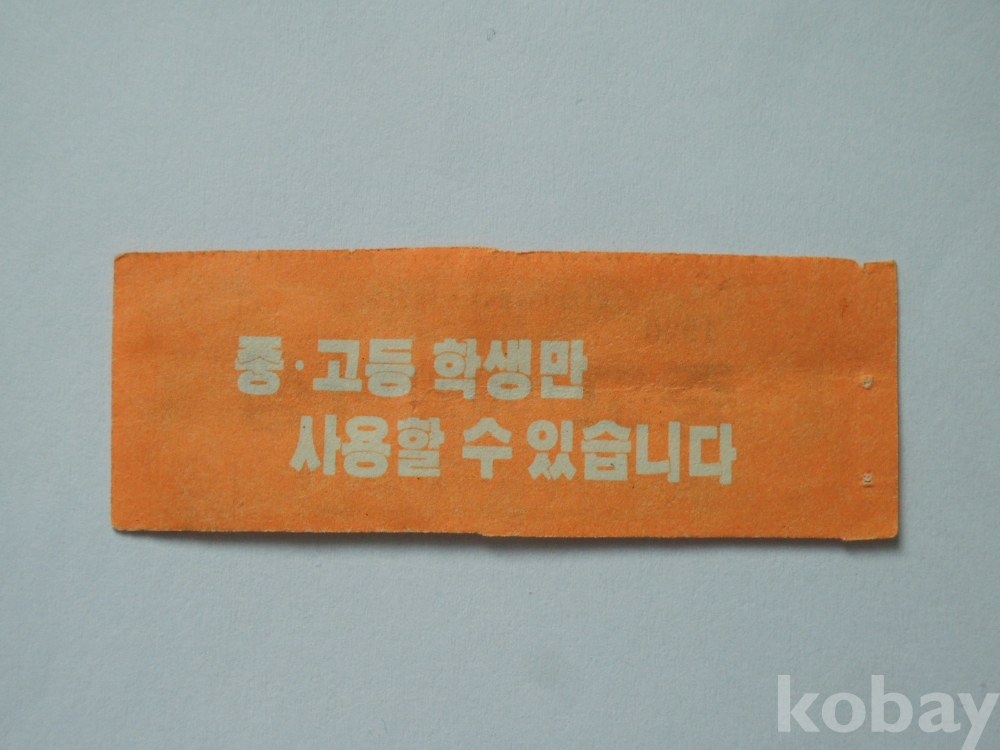 중·고등 학생만
사용할 수 있습니다
kobay